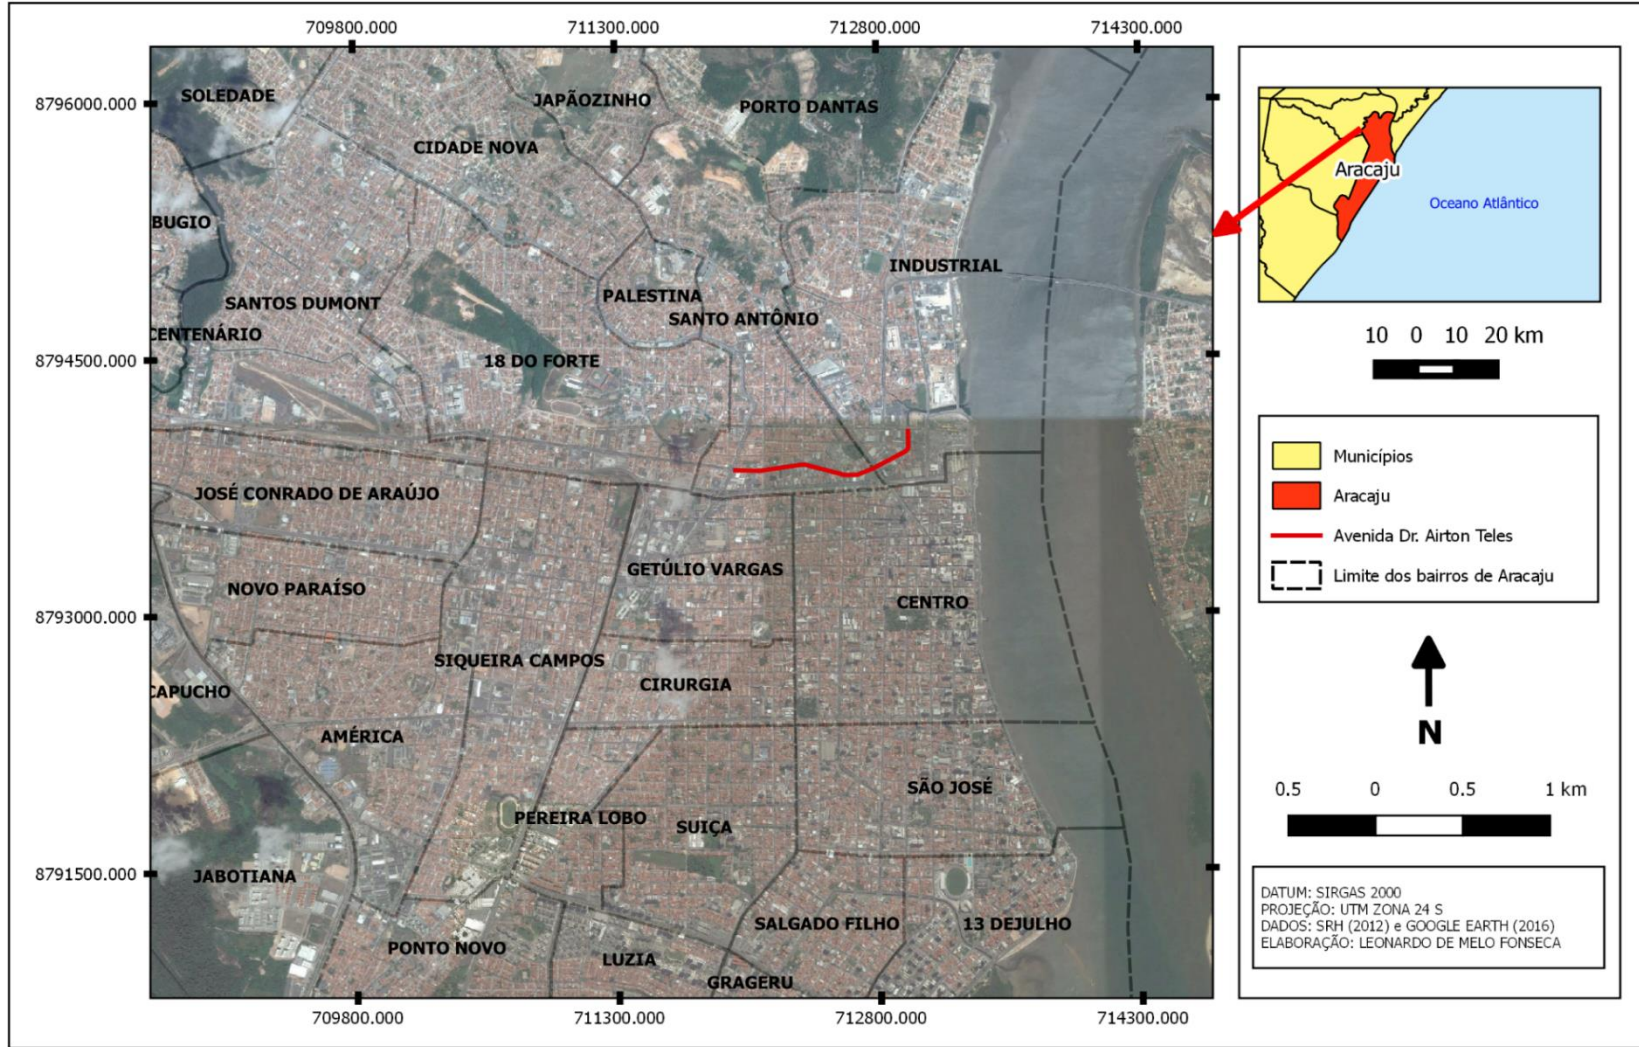 709800.000 711300.000 712800.000 714300.000
8796000.000
8794500.000
8793000.000
8791500.000
SOLEDADE
JAPÃOZINHO
PORTO DANTAS
CIDADE NOVA
BUGIO
INDUSTRIAL
SANTOS DUMONT
PALESTINA
SANTO ANTÔNIO
CENTENÁRIO
18 DO FORTE
JOSÉ CONRADO DE ARAÚJO
GETÚLIO VARGAS
NOVO PARAÍSO
CENTRO
SIQUEIRA CAMPOS
CIRURGIA
CAPUCHO
AMÉRICA
SÃO JOSÉ
PEREIRA LOBO
SUIÇA
JABOTIANA
SALGADO FILHO
13 DEJULHO
PONTO NOVO
LUZIA
GRAGERU
709800.000 711300.000 712800.000 714300.000
Aracaju
Oceano Atlântico
10 0 10 20 km
Municípios
Aracaju
Avenida Dr. Airton Teles
Limite dos bairros de Aracaju
N
0.5 0 0.5 1 km
DATUM: SIRGAS 2000
PROJEÇÃO: UTM ZONA 24 S
DADOS: SRH (2012) e GOOGLE EARTH (2016)
ELABORAÇÃO: LEONARDO DE MELO FONSECA